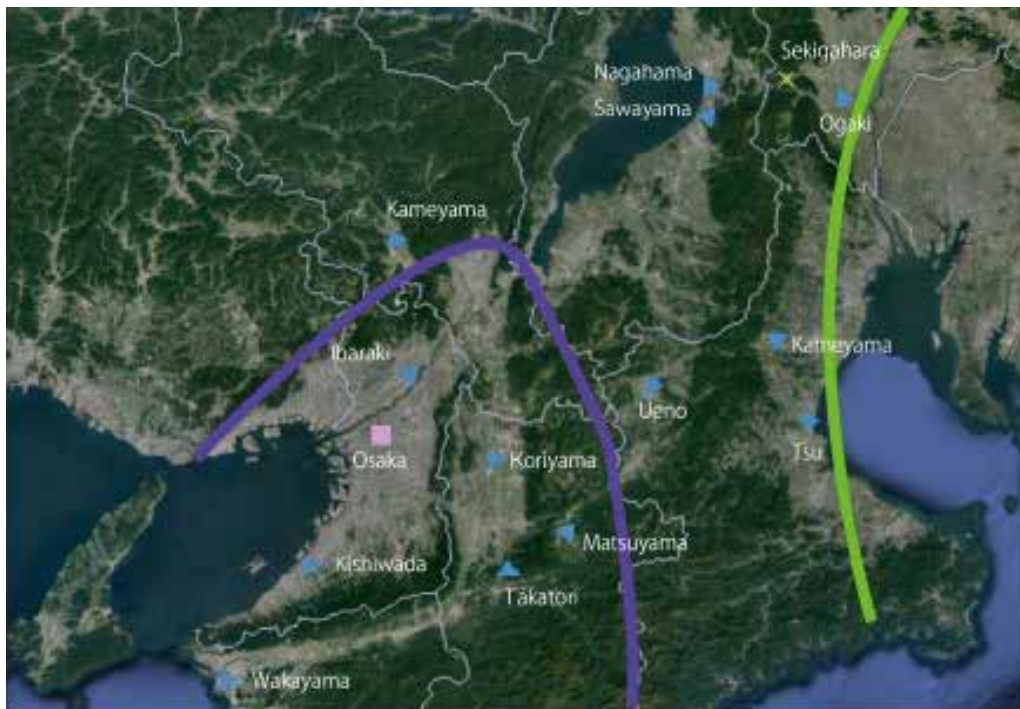 Sekigahara
Nagahama
Sawayama
Ogaki
Kameyama
Kameyama
Ibaraki
Ueno
Tsu
Osaka
Koriyama
Matsuyama
Kishiwada
Takatori
Wakayama